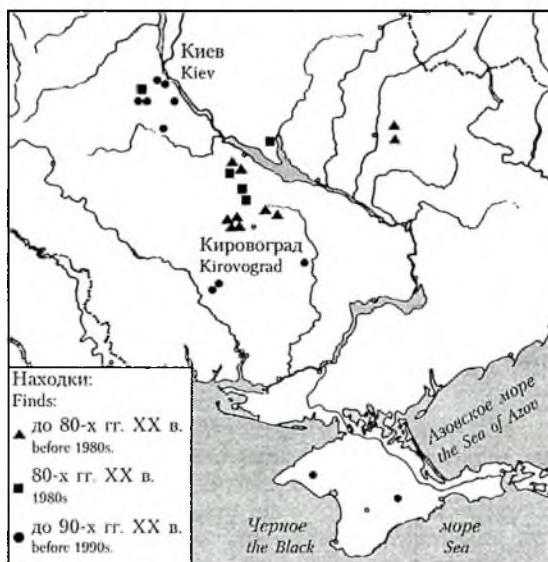 Киев
Kiev
Кировоград
Kirovograd
Находки:
Finds:
до 80-х гг. XX в.
before 1980s.
80-х гг. XX в.
1980s
до 90-х гг. XX в.
before 1990s.
Азовское море
the Sea of Azov
Черное море
the Black Sea